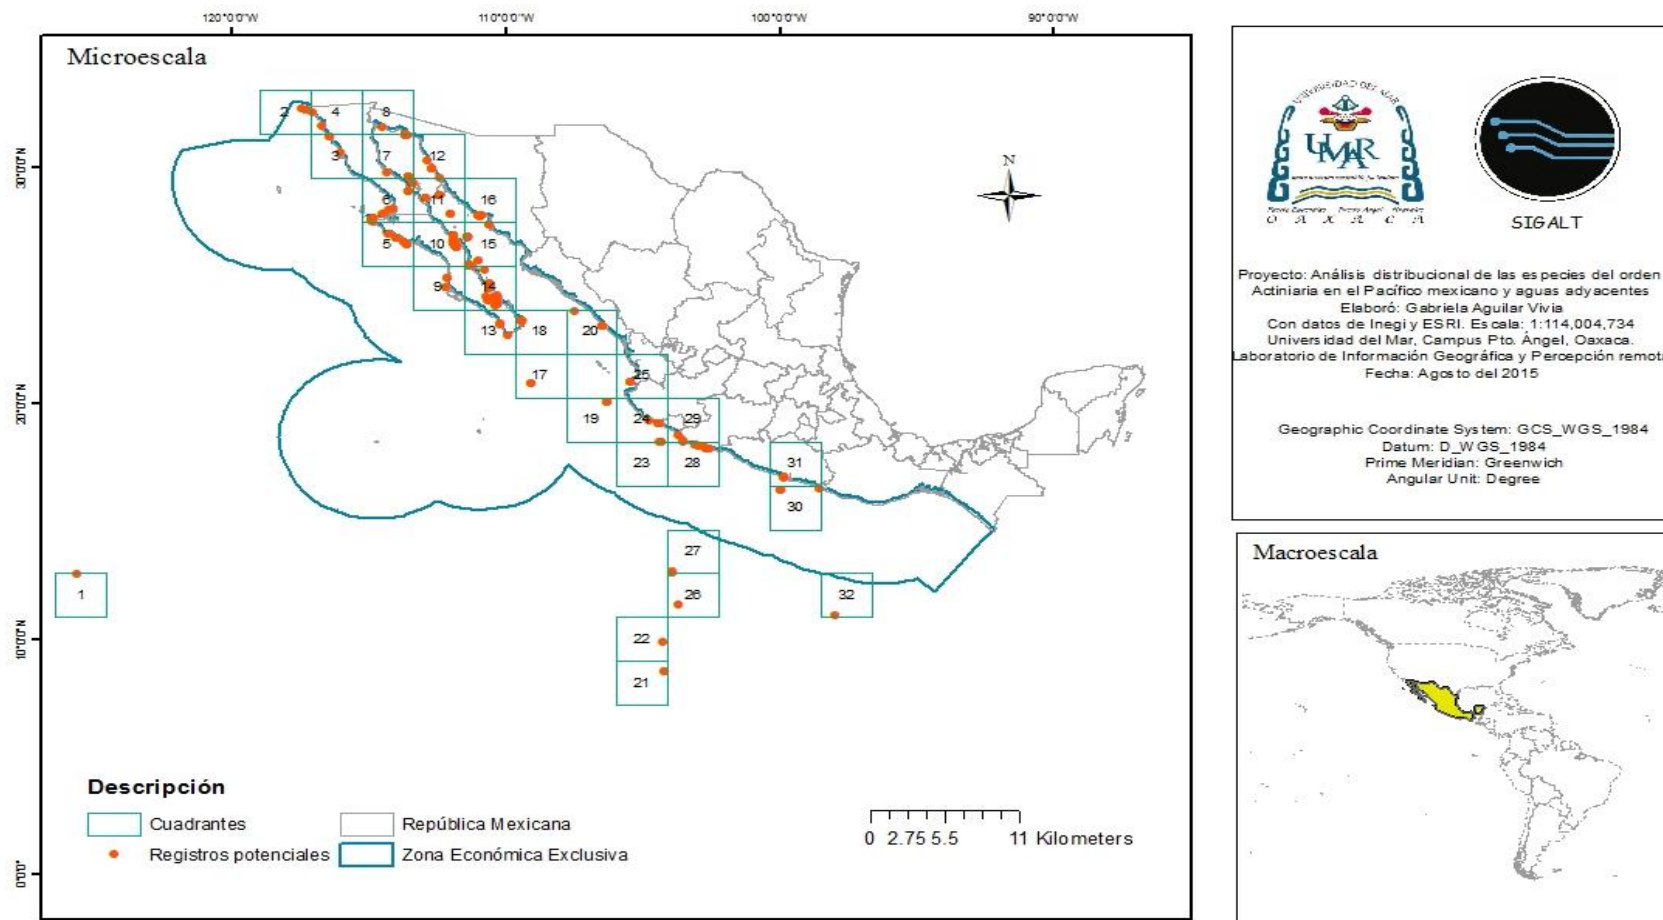 120°0'0"W
110°0'0"W
100°0'0"W
90°0'0"W
Microescala
30°0'0"N
20°0'0"N
10°0'0"N
0°0'0"
N
2
4
8
3
7
12
6
11
16
5
10
15
9
14
13
18
20
17
25
19
24
29
23
28
31
30
27
1
26
32
22
21
Descripción
Cuadrantes
República Mexicana
Registros potenciales
Zona Económica Exclusiva
0 2.75 5.5 11 Kilometers
UNIVERSIDAD DEL MAR
UMAR
OAXACA
SIGALT
Proyecto: Análisis distribucional de las especies del orden
Actiniaria en el Pacífico mexicano y aguas adyacentes
Elaboró: Gabriela Aguilar Vivia
Con datos de Inegi y ESRI. Escala: 1:114,004,734
Universidad del Mar, Campus Pto. Ángel, Oaxaca.
Laboratorio de Información Geográfica y Percepción remota
Fecha: Agosto del 2015
Geographic Coordinate System: GCS_WGS_1984
Datum: D_WGS_1984
Prime Meridian: Greenwich
Angular Unit: Degree
Macroescala